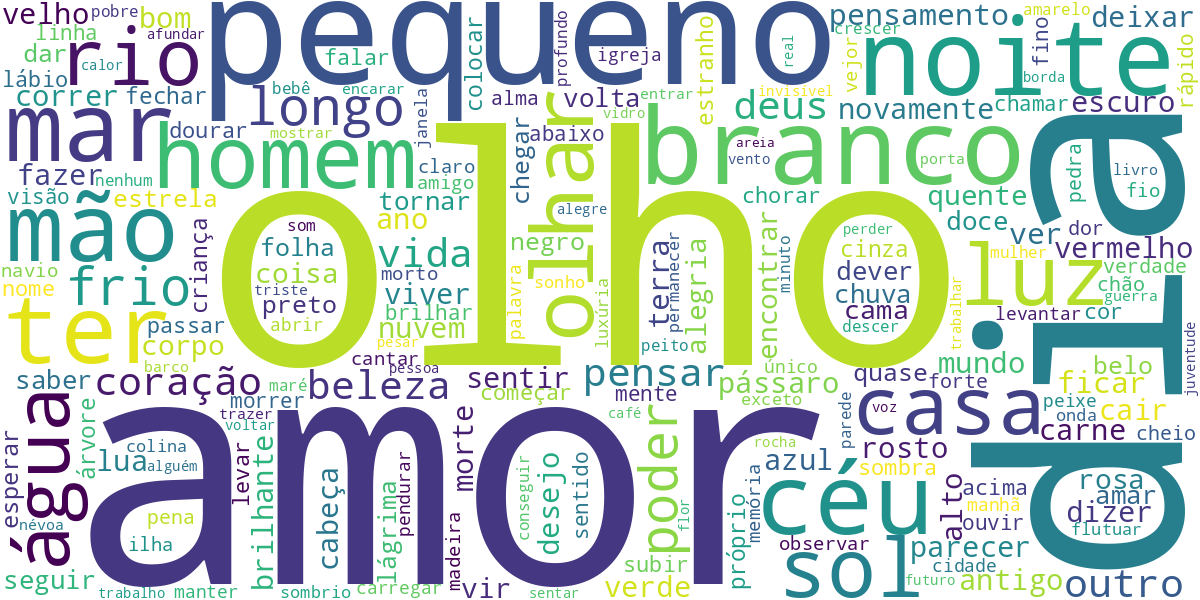 velho
pobre
bom
pequeno
pensamento
amarelo
deixar
linha
rio
afundar
dar
calor
lábio
falar
colocar
profundo
igreja
real
estranho
crescer
vejor
noite
fino
borda
rápido
correr
fechar
bebê
encarar
longo
janela
alma
volta
entrar
vidro
invisível
deus
novamente
chamar
escuro
mar
dourar
mostrar
homem
claro
amigo
chegar
abaixo
olhar
branco
areia
vento
porta
dia
pedra
livro
fio
fazer
nenhum
visão
estrela
tornar
ano
alegre
chorar
quente
doce
ver
dor
vermelho
mão
criança
som
folha
coisa
triste
preto
abrir
olho
vida
morto
viver
brilhar
nuvem
negro
palavra
sonho
luxúria
terra
permanecer
alegria
encontrar
minuto
perder
cinza
dever
chuva
cama
descer
mulher
luz
verdade
chão
guerra
navio
nome
frio
ter
passar
corpo
barco
pesar
cantar
pessoa
peito
trabalhar
levantar
cor
juventude
saber
coração
maré
morrer
beleza
sentir
começar
pensar
mente
único
pássaro
exceto
quase
forte
mundo
belo
ficar
cair
peixe
onda
carne
cheio
água
árvore
trazer
voltar
amor
café
parede
voz
casa
rosto
sombra
esperar
névoa
colina
lua
alguém
levar
brilhante
cabeça
pendurar
lágrima
morte
madeira
conseguir
desejo
sentido
poder
flor
rocha
próprio
memória
azul
céu
alto
acima
manhã
ouvir
rosa
amar
dizer
flutuar
pena
ilha
seguir
trabalho
manter
sombrio
carregar
vir
sentar
subir
verde
observar
sol
parecer
cidade
futuro
antigo
outro